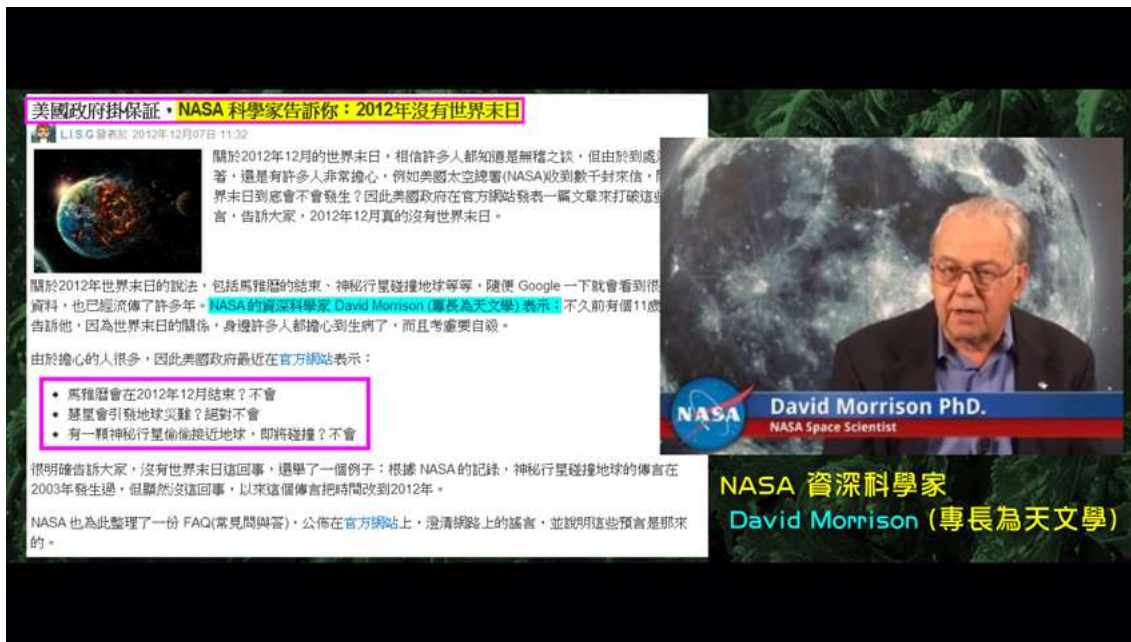 美國政府掛保証，NASA 科學家告訴你：2012年沒有世界末日
L.I.S.G 發表於 2012年12月07日 11:32
關於2012年12月的世界末日，相信許多人都知道是無稽之談，但由於到處
著，還是有許多人非常擔心，例如美國太空總署(NASA)收到數千封來信，
界末日到底會不會發生？因此美國政府在官方網站發表一篇文章來打破這些
言，告訴大家，2012年12月真的沒有世界末日。
關於2012年世界末日的說法，包括馬雅曆的結束、神秘行星碰撞地球等等，隨便 Google 一下就會看到很
資料，也已經流傳了許多年。NASA的資深科學家 David Morrison (專長為天文學) 表示：不久前有個11歲
告訴他，因為世界末日的關係，身邊許多人都擔心到生病了，而且考慮要自殺。
由於擔心的人很多，因此美國政府最近在官方網站表示：
• 馬雅曆會在2012年12月結束？不會
• 彗星會引發地球災難？絕對不會
• 有一顆神秘行星偷偷接近地球，即將碰撞？不會
很明確告訴大家，沒有世界末日這回事，還舉了一個例子：根據 NASA 的記錄，神秘行星碰撞地球的傳言在
2003年發生過，但顯然沒這回事，以來這個傳言把時間改到2012年。
NASA 也為此整理了一份 FAQ(常見問與答)，公佈在官方網站上，澄清網路上的謠言，並說明這些預言是那來
的。
NASA
David Morrison PhD.
NASA Space Scientist
NASA 資深科學家
David Morrison (專長為天文學)